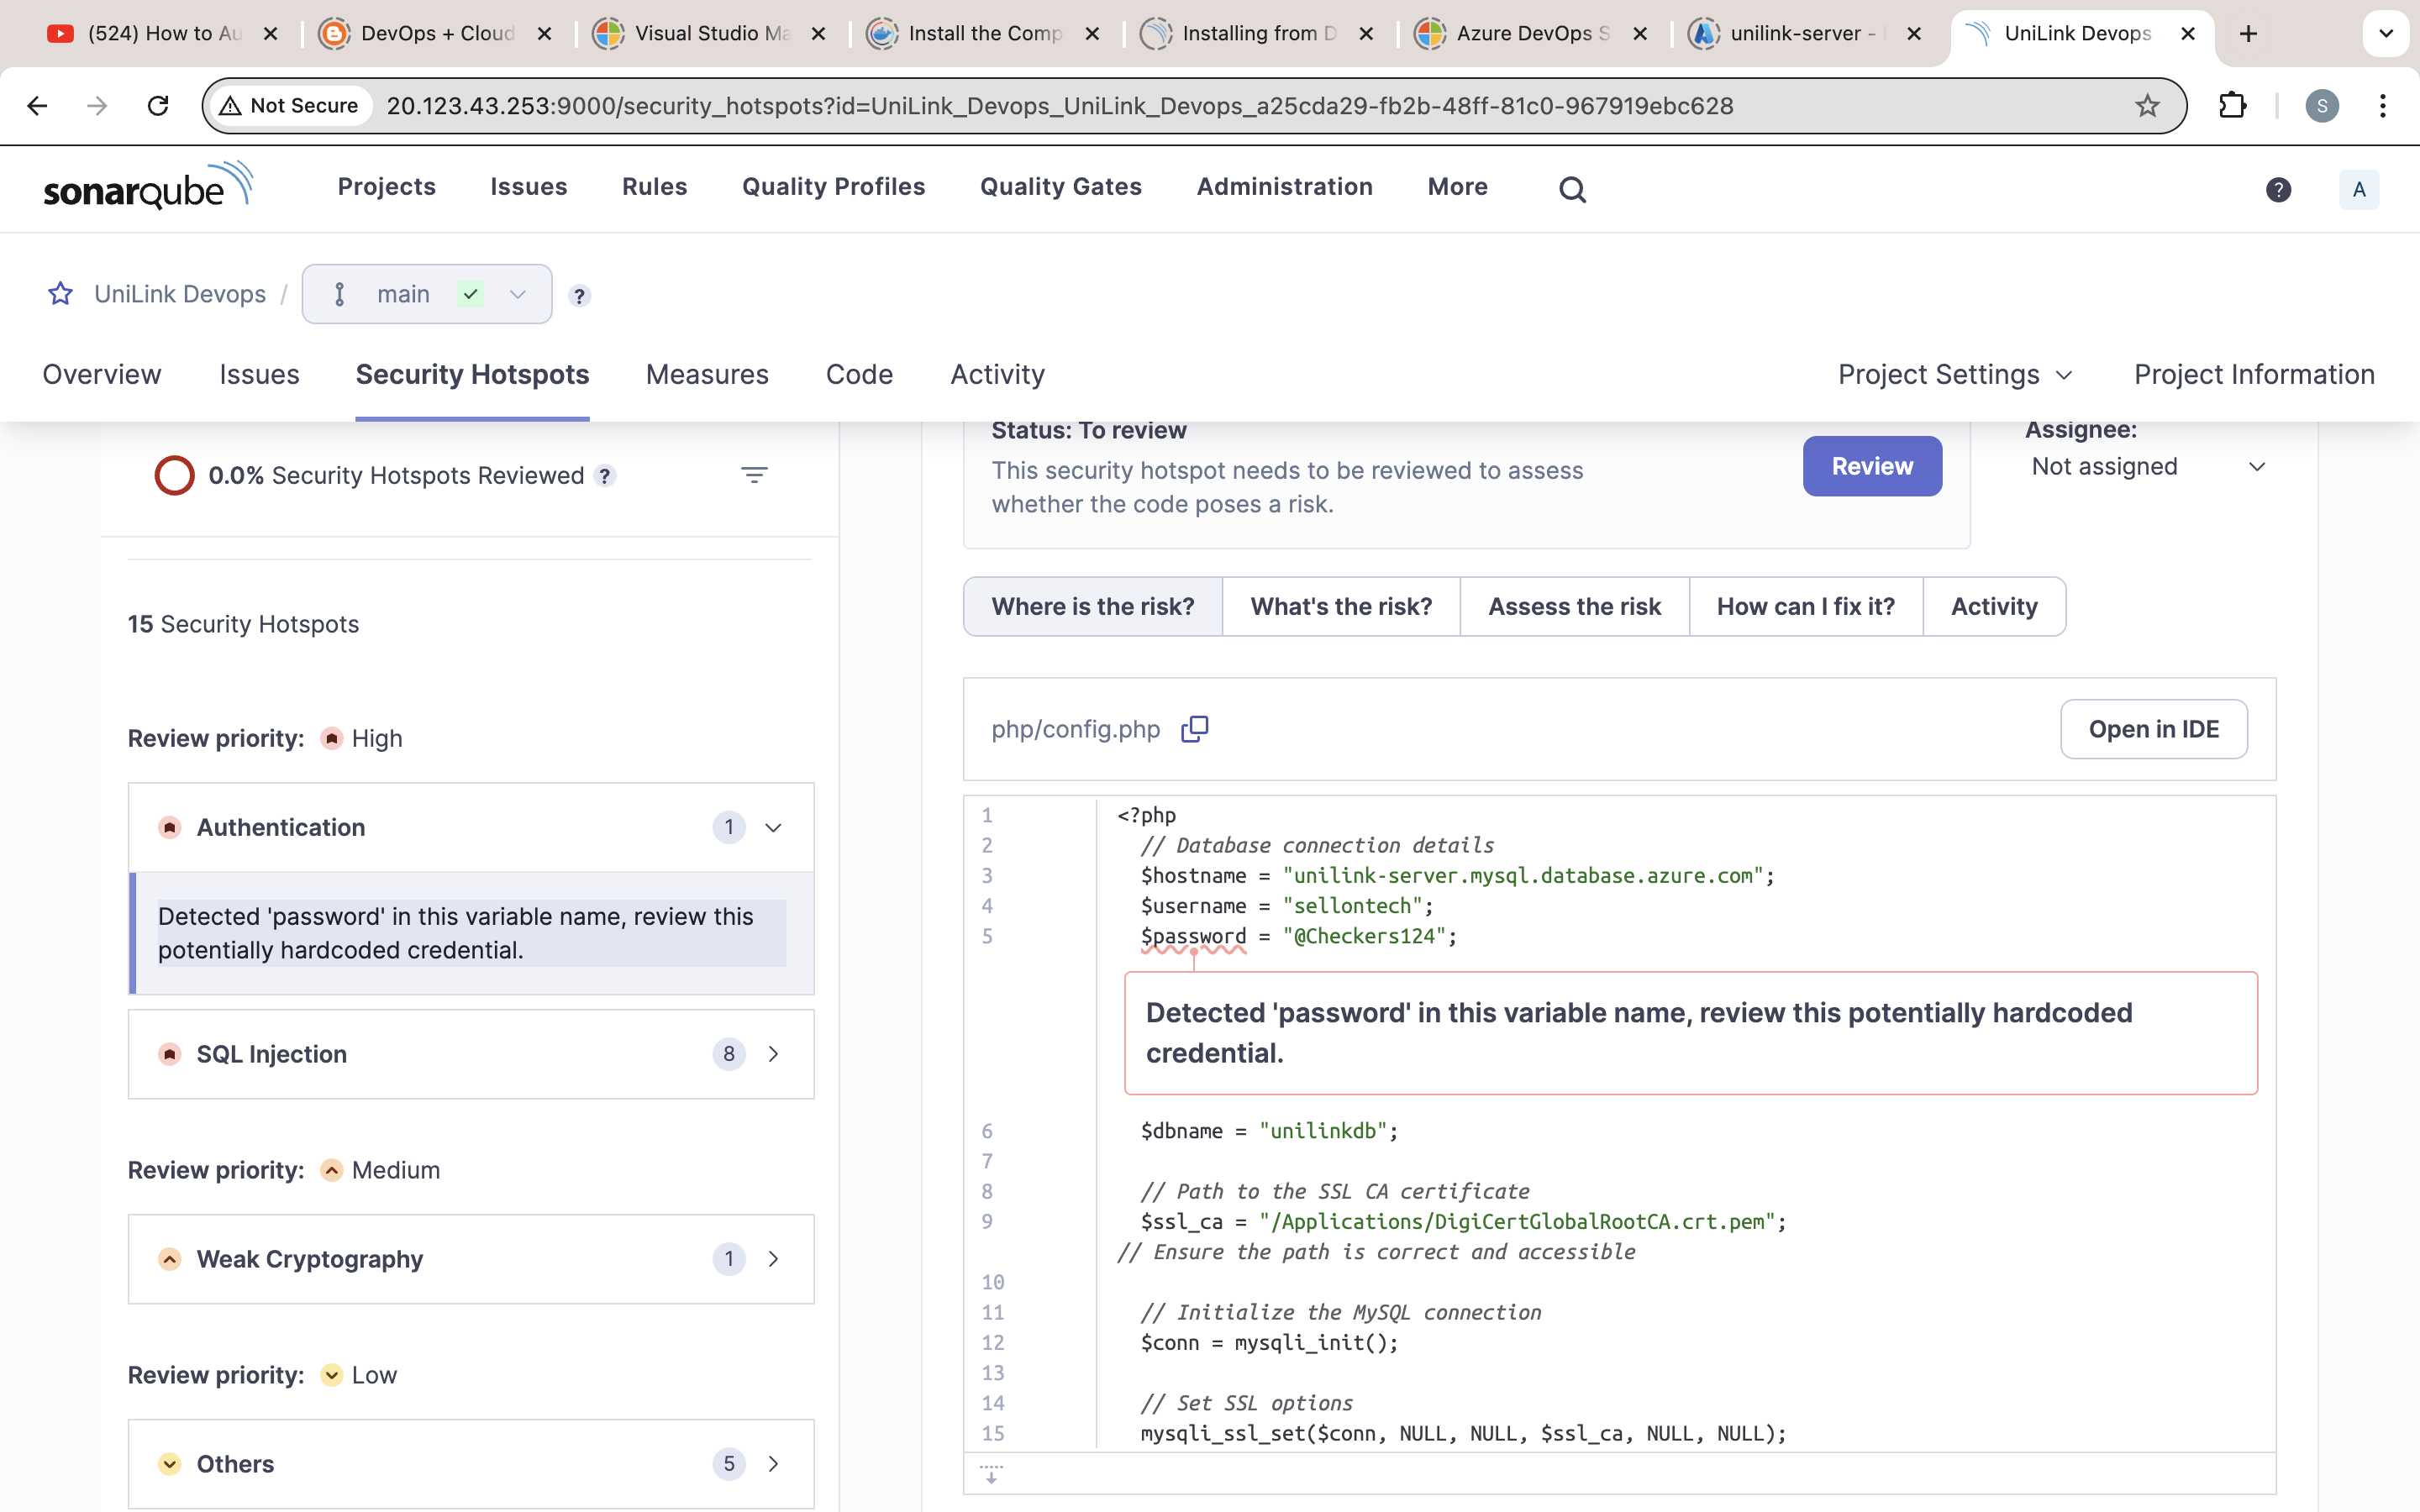 (524) How to Au
DevOps + Cloud
Visual Studio Ma
Install the Comp
Installing from D
Azure DevOps S
unilink-server -
UniLink Devops
Not Secure
20.123.43.253:9000/security_hotspots?id=UniLink_Devops_UniLink_Devops_a25cda29-fb2b-48ff-81c0-967919ebc628
S
sonarqube
Projects
Issues
Rules
Quality Profiles
Quality Gates
Administration
More
?
A
UniLink Devops /
main
?
Overview
Issues
Security Hotspots
Measures
Code
Activity
Project Settings
Project Information
0.0% Security Hotspots Reviewed ?
15 Security Hotspots
Review priority: High
Authentication 1
Detected 'password' in this variable name, review this
potentially hardcoded credential.
SQL Injection 8
Review priority: Medium
Weak Cryptography 1
Review priority: Low
Others 5
Status: To review
This security hotspot needs to be reviewed to assess
whether the code poses a risk.
Review
Assignee:
Not assigned
Where is the risk?
What's the risk?
Assess the risk
How can I fix it?
Activity
php/config.php
Open in IDE
1 <?php
2 // Database connection details
3 $hostname = "unilink-server.mysql.database.azure.com";
4 $username = "sellontech";
5 $password = "@Checkers124";
Detected 'password' in this variable name, review this potentially hardcoded
credential.
6 $dbname = "unilinkdb";
7
8 // Path to the SSL CA certificate
9 $ssl_ca = "/Applications/DigiCertGlobalRootCA.crt.pem";
// Ensure the path is correct and accessible
10
11 // Initialize the MySQL connection
12 $conn = mysqli_init();
13
14 // Set SSL options
15 mysqli_ssl_set($conn, NULL, NULL, $ssl_ca, NULL, NULL);